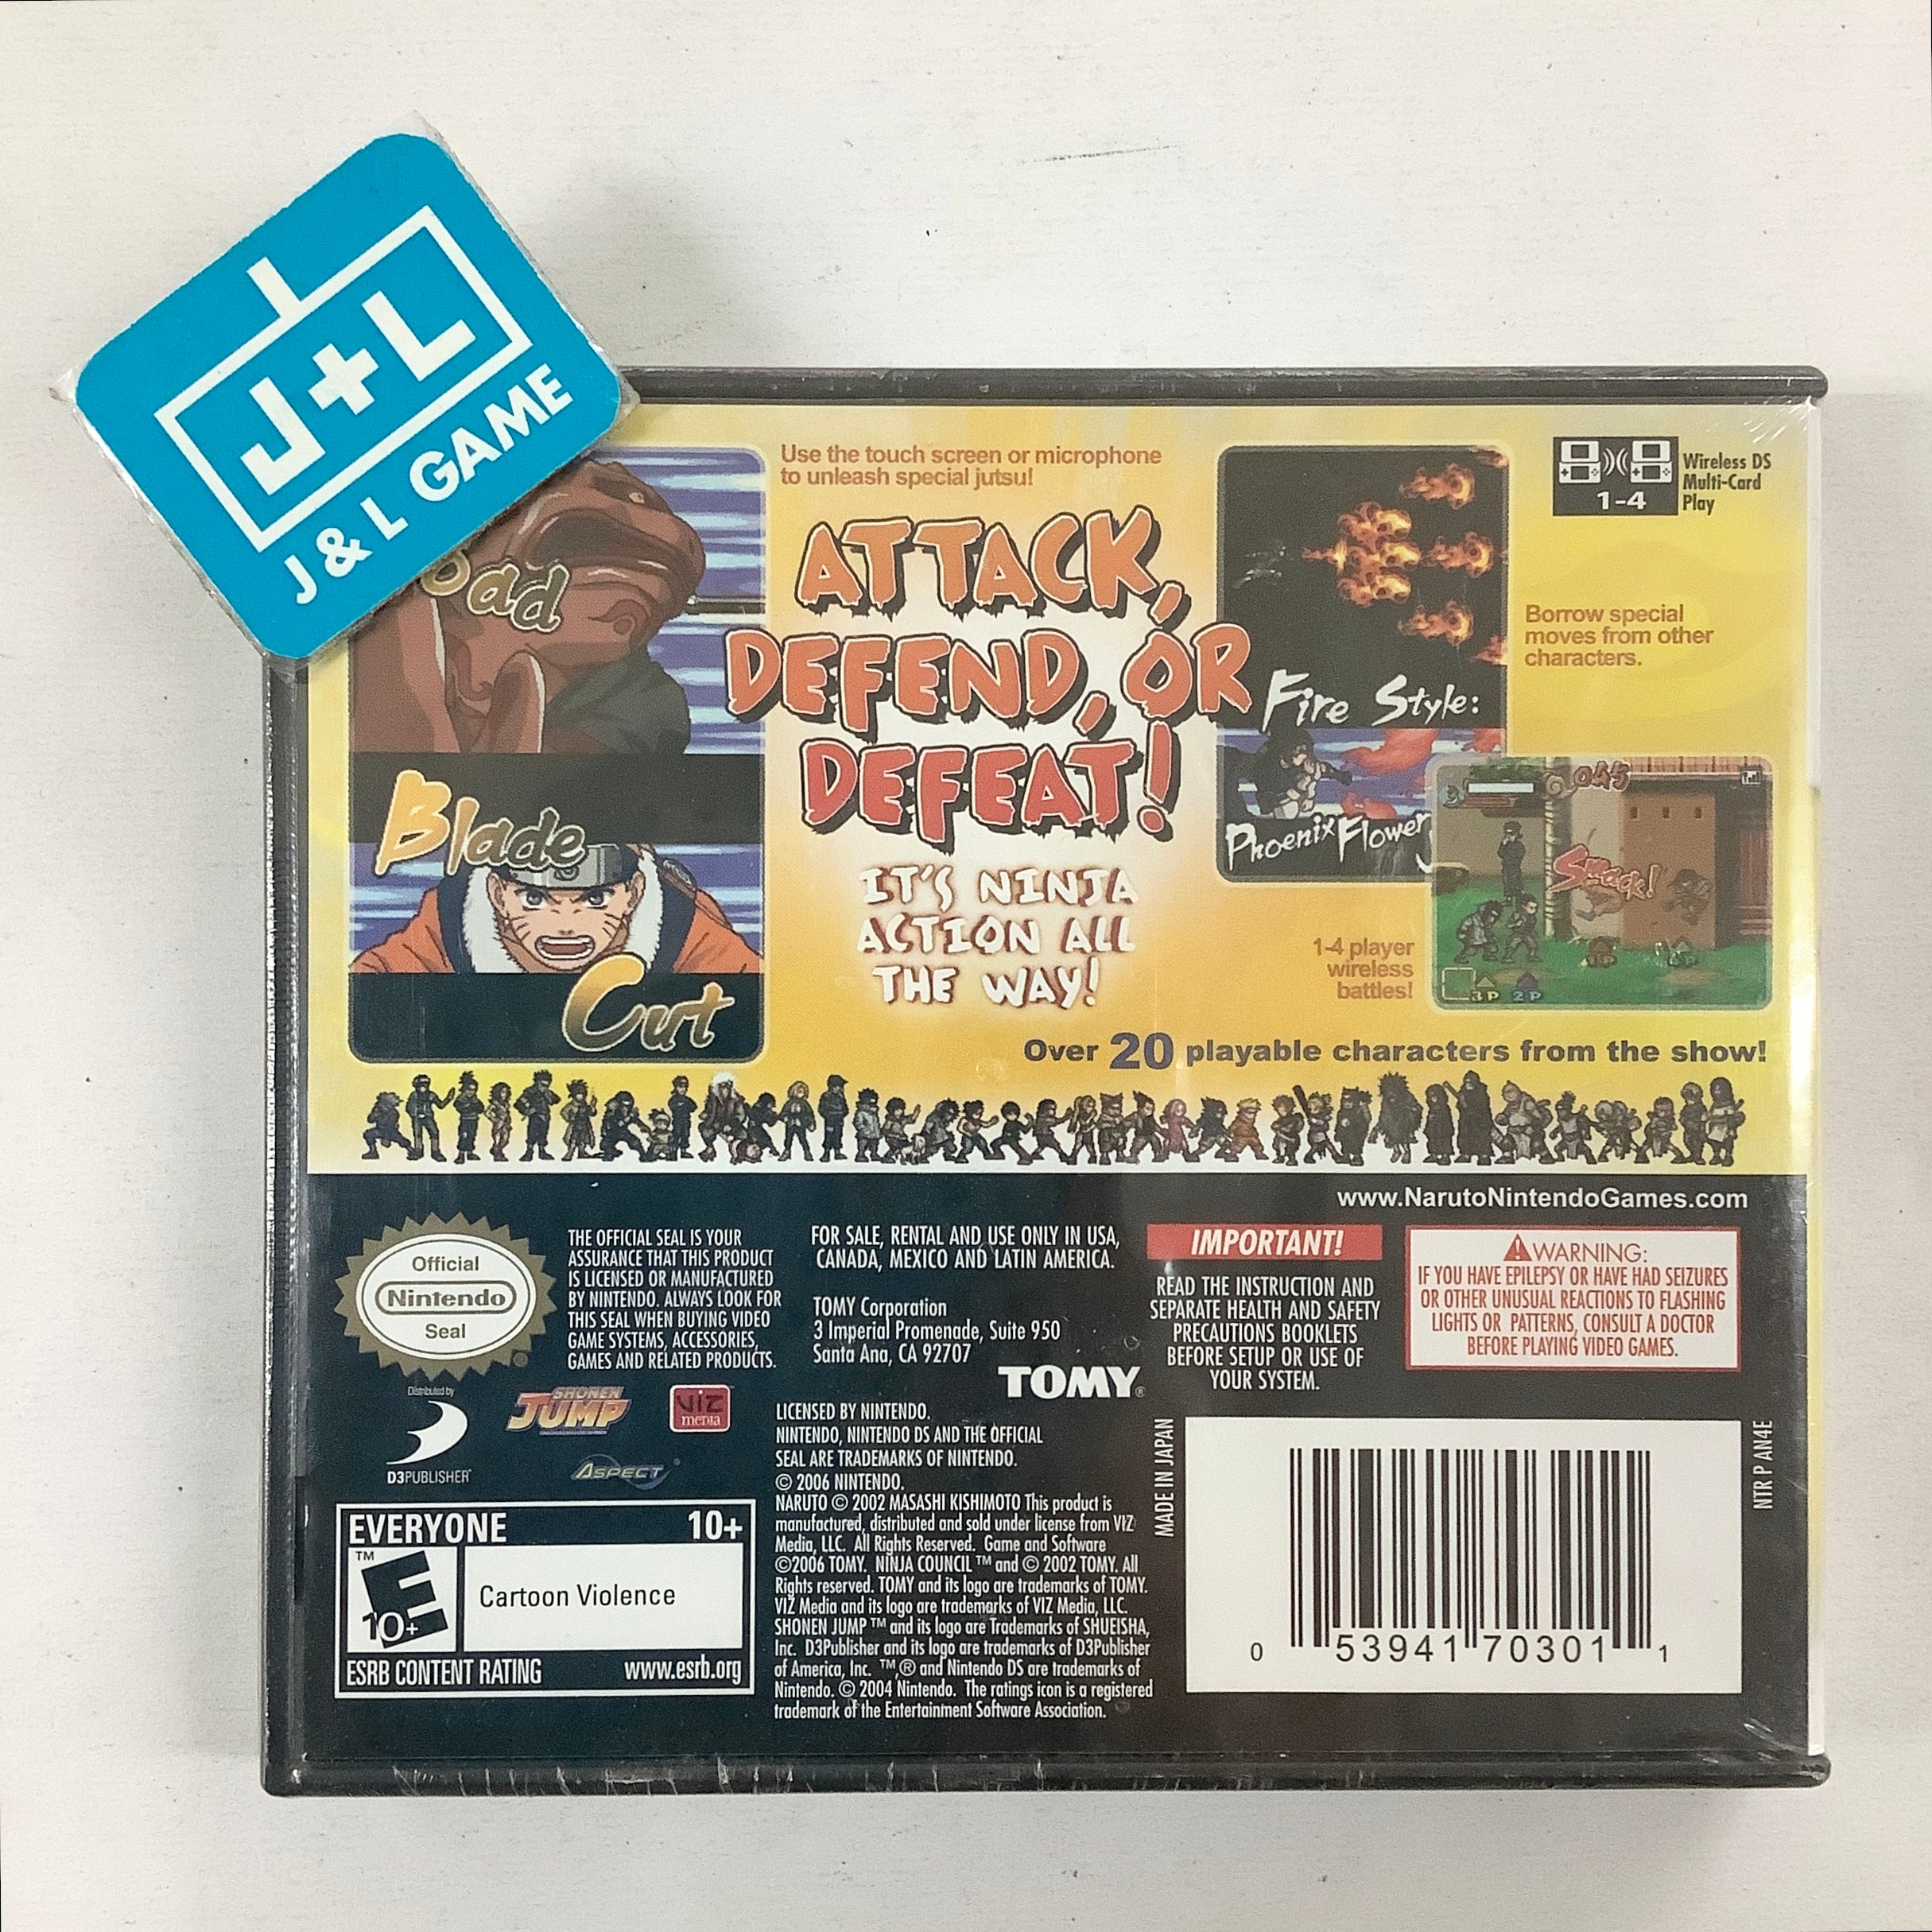 J+L
J & L GAME
Use the touch screen or microphone
to unleash special jutsu!
ATTACK,
DEFEND, OR
DEFEAT!
IT'S NINJA
ACTION ALL
THE WAY!
Blade
Cut
Fire Style:
Phoenix Flower
1-4
Wireless DS
Multi-Card
Play
Borrow special
moves from other
characters.
045
Smack!
3P 2P
1-4 player
wireless
battles!
Over 20 playable characters from the show!
www.NarutoNintendoGames.com
Official
Nintendo
Seal
THE OFFICIAL SEAL IS YOUR
ASSURANCE THAT THIS PRODUCT
IS LICENSED OR MANUFACTURED
BY NINTENDO. ALWAYS LOOK FOR
THIS SEAL WHEN BUYING VIDEO
GAME SYSTEMS, ACCESSORIES,
GAMES AND RELATED PRODUCTS.
Distributed by
D3PUBLISHER
SHONEN
JUMP
VIZ
media
ASPECT
EVERYONE 10+
TM
E
10+
Cartoon Violence
ESRB CONTENT RATING www.esrb.org
FOR SALE, RENTAL AND USE ONLY IN USA,
CANADA, MEXICO AND LATIN AMERICA.
TOMY Corporation
3 Imperial Promenade, Suite 950
Santa Ana, CA 92707
TOMY®
LICENSED BY NINTENDO.
NINTENDO, NINTENDO DS AND THE OFFICIAL
SEAL ARE TRADEMARKS OF NINTENDO.
© 2006 NINTENDO.
NARUTO © 2002 MASASHI KISHIMOTO This product is
manufactured, distributed and sold under license from VIZ
Media, LLC. All Rights Reserved. Game and Software
©2006 TOMY. NINJA COUNCIL ™ and © 2002 TOMY. All
Rights reserved. TOMY and its logo are trademarks of TOMY.
VIZ Media and its logo are trademarks of VIZ Media, LLC.
SHONEN JUMP ™ and its logo are Trademarks of SHUEISHA,
Inc. D3Publisher and its logo are trademarks of D3Publisher
of America, Inc. ™,® and Nintendo DS are trademarks of
Nintendo. © 2004 Nintendo. The ratings icon is a registered
trademark of the Entertainment Software Association.
IMPORTANT!
READ THE INSTRUCTION AND
SEPARATE HEALTH AND SAFETY
PRECAUTIONS BOOKLETS
BEFORE SETUP OR USE OF
YOUR SYSTEM.
WARNING:
IF YOU HAVE EPILEPSY OR HAVE HAD SEIZURES
OR OTHER UNUSUAL REACTIONS TO FLASHING
LIGHTS OR PATTERNS, CONSULT A DOCTOR
BEFORE PLAYING VIDEO GAMES.
MADE IN JAPAN
NTR P AN4E
0 53941 70301 1